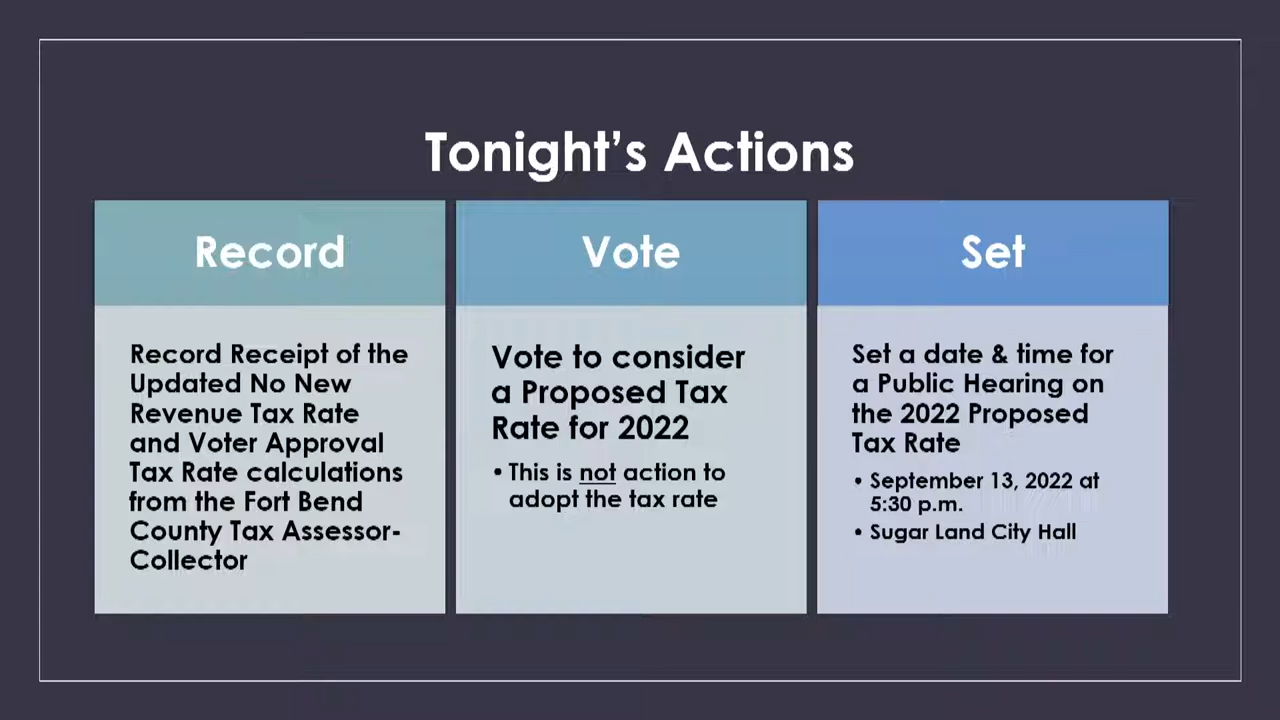 Tonight's Actions
Record
Record Receipt of the
Updated No New
Revenue Tax Rate
and Voter Approval
Tax Rate calculations
from the Fort Bend
County Tax Assessor-
Collector
Vote
Vote to consider
a Proposed Tax
Rate for 2022
• This is not action to
adopt the tax rate
Set
Set a date & time for
a Public Hearing on
the 2022 Proposed
Tax Rate
• September 13, 2022 at
5:30 p.m.
• Sugar Land City Hall